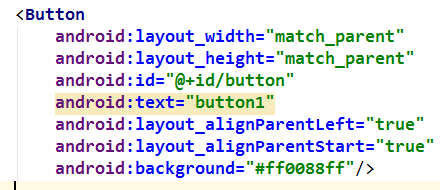 <Button
android:layout_width="match_parent"
android:layout_height="match_parent"
android:id="@+id/button"
android:text="button1"
android:layout_alignParentLeft="true"
android:layout_alignParentStart="true"
android:background="#ff0088ff"/>